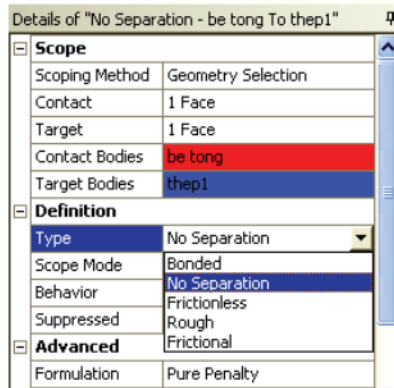 Details of "No Separation - be tong To thep1"
Scope
Scoping Method Geometry Selection
Contact 1 Face
Target 1 Face
Contact Bodies be tong
Target Bodies thep1
Definition
Type No Separation
Scope Mode Bonded
No Separation
Behavior Frictionless
Suppressed Rough
Frictional
Advanced
Formulation Pure Penalty